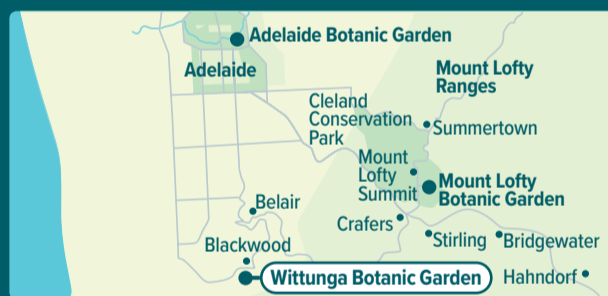 Adelaide Botanic Garden
Adelaide
Mount Lofty
Ranges
Cleland
Conservation
Park
Summertown
Mount
Lofty
Summit
Mount Lofty
Botanic Garden
Belair
Crafers
Stirling
Bridgewater
Blackwood
Wittunga Botanic Garden
Hahndorf